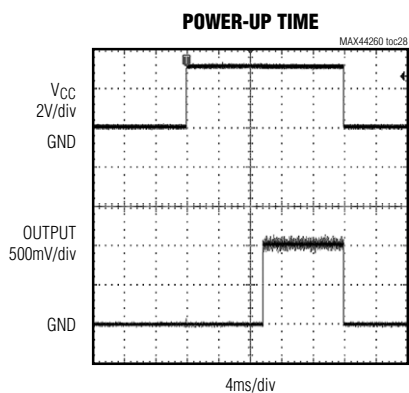 POWER-UP TIME
MAX44260 toc28
VCC
2V/div
GND
OUTPUT
500mV/div
GND
4ms/div